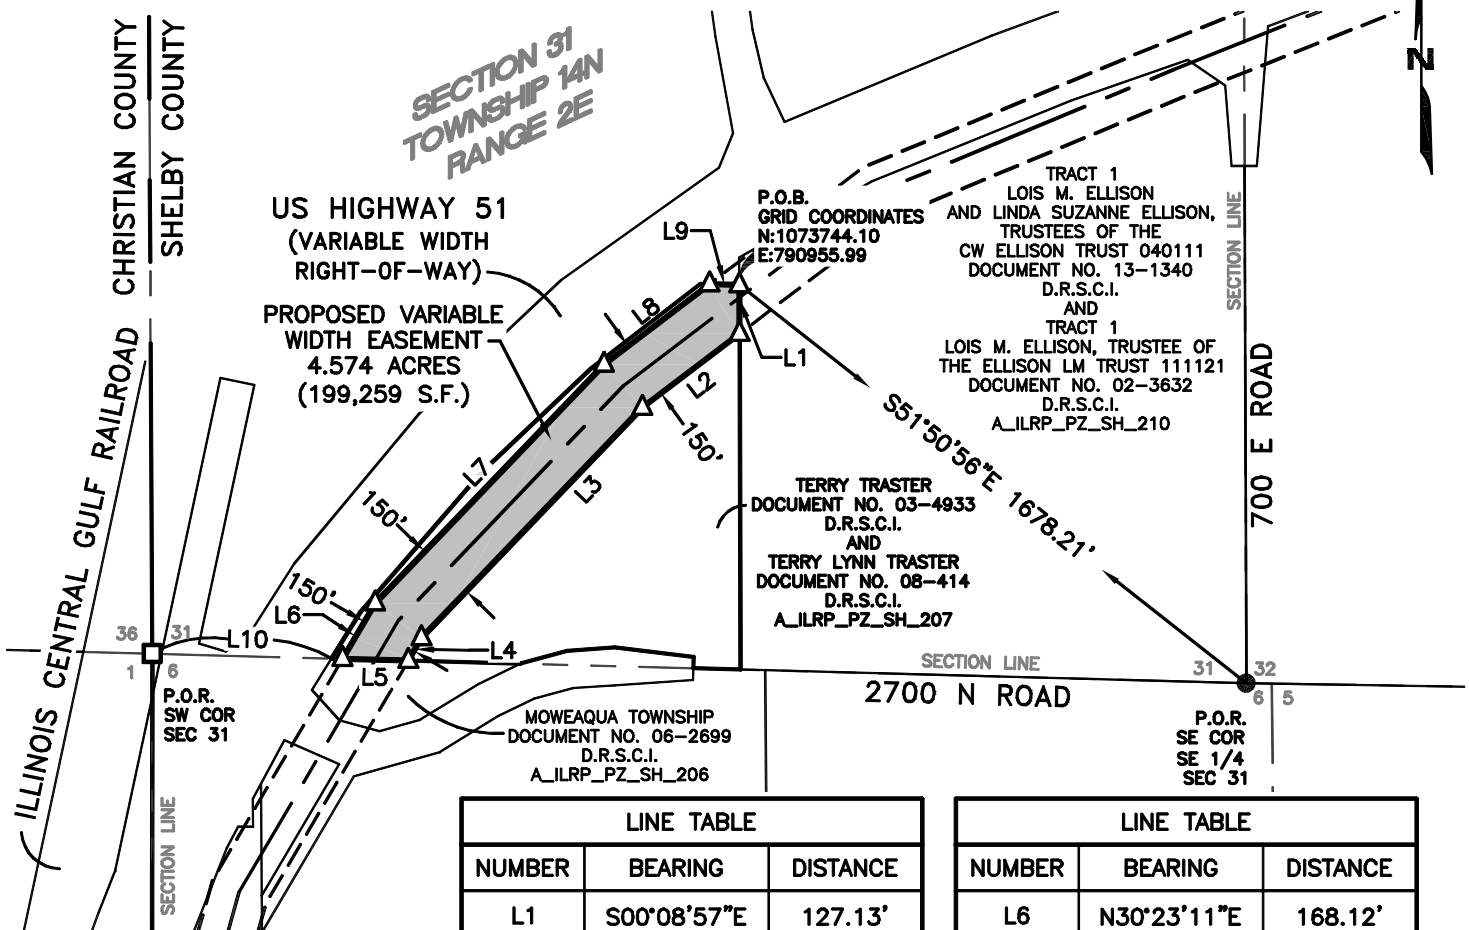 CHRISTIAN COUNTY
SHELBY COUNTY
SECTION 31
TOWNSHIP 14N
RANGE 2E
N
US HIGHWAY 51
(VARIABLE WIDTH
RIGHT-OF-WAY)
PROPOSED VARIABLE
WIDTH EASEMENT
4.574 ACRES
(199,259 S.F.)
P.O.B.
GRID COORDINATES
N:1073744.10
E:790955.99
TRACT 1
LOIS M. ELLISON
AND LINDA SUZANNE ELLISON,
TRUSTEES OF THE
CW ELLISON TRUST 040111
DOCUMENT NO. 13-1340
D.R.S.C.I.
AND
TRACT 1
LOIS M. ELLISON, TRUSTEE OF
THE ELLISON LM TRUST 111121
DOCUMENT NO. 02-3632
D.R.S.C.I.
A_ILRP_PZ_SH_210
SECTION LINE
700 E ROAD
L9
L8
L1
L2
150'
L7
L3
150'
150'
L6
L10
L4
L5
S51°50'56"E 1678.21'
TERRY TRASTER
DOCUMENT NO. 03-4933
D.R.S.C.I.
AND
TERRY LYNN TRASTER
DOCUMENT NO. 08-414
D.R.S.C.I.
A_ILRP_PZ_SH_207
ILLINOIS CENTRAL GULF RAILROAD
36 31
1 6
P.O.R.
SW COR
SEC 31
SECTION LINE
SECTION LINE
2700 N ROAD
31 32
6 5
P.O.R.
SE COR
SE 1/4
SEC 31
MOWEAQUA TOWNSHIP
DOCUMENT NO. 06-2699
D.R.S.C.I.
A_ILRP_PZ_SH_206
LINE TABLE
NUMBER BEARING DISTANCE
L1 S00°08'57"E 127.13'
LINE TABLE
NUMBER BEARING DISTANCE
L6 N30°23'11"E 168.12'